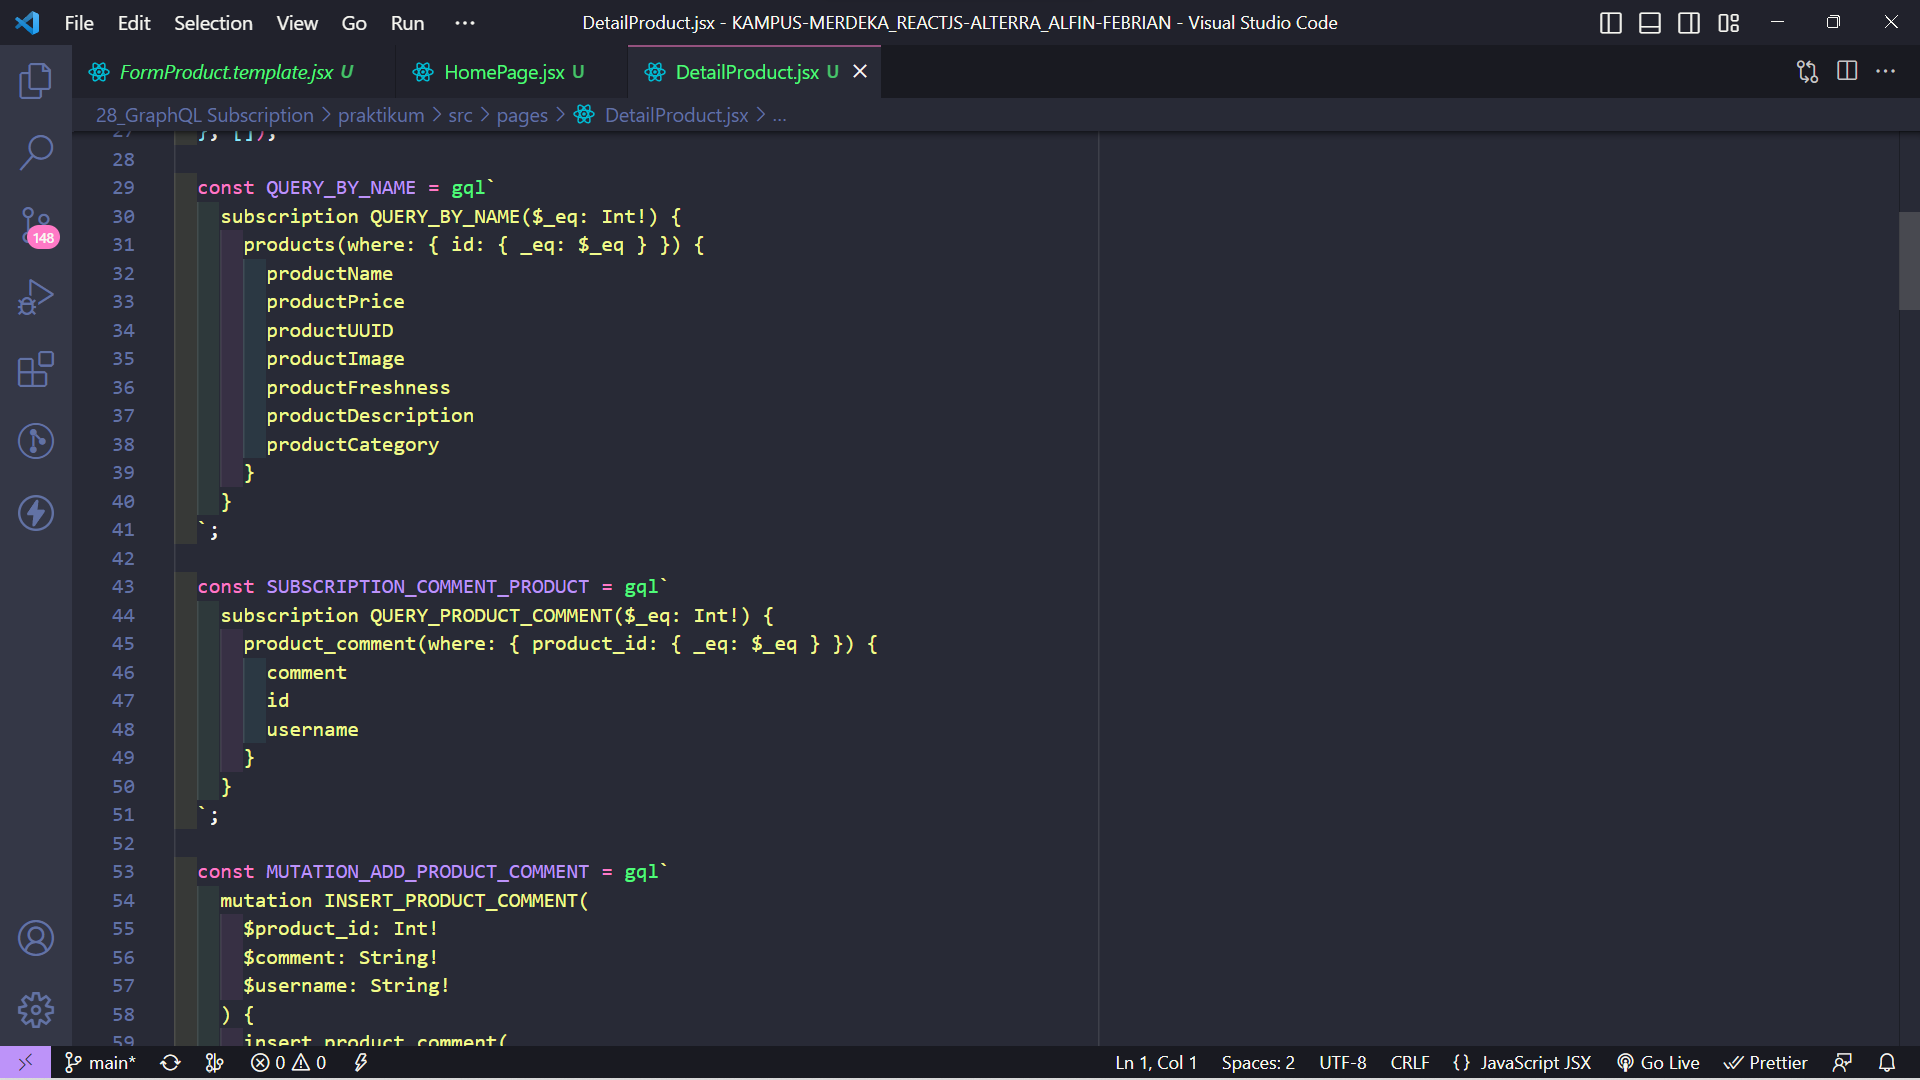 File Edit Selection View Go Run ··· DetailProduct.jsx - KAMPUS-MERDEKA_REACTJS-ALTERRA_ALFIN-FEBRIAN - Visual Studio Code
FormProduct.template.jsx U HomePage.jsx U DetailProduct.jsx U
28_GraphQL Subscription > praktikum > src > pages > DetailProduct.jsx > ...
27 }, []);
28
29 const QUERY_BY_NAME = gql`
30 subscription QUERY_BY_NAME($_eq: Int!) {
31 products(where: { id: { _eq: $_eq } }) {
32 productName
33 productPrice
34 productUUID
35 productImage
36 productFreshness
37 productDescription
38 productCategory
39 }
40 }
41 `;
42
43 const SUBSCRIPTION_COMMENT_PRODUCT = gql`
44 subscription QUERY_PRODUCT_COMMENT($_eq: Int!) {
45 product_comment(where: { product_id: { _eq: $_eq } }) {
46 comment
47 id
48 username
49 }
50 }
51 `;
52
53 const MUTATION_ADD_PRODUCT_COMMENT = gql`
54 mutation INSERT_PRODUCT_COMMENT(
55 $product_id: Int!
56 $comment: String!
57 $username: String!
58 ) {
59 insert_product_comment(
148
main* 0 0 Ln 1, Col 1 Spaces: 2 UTF-8 CRLF {} JavaScript JSX Go Live Prettier